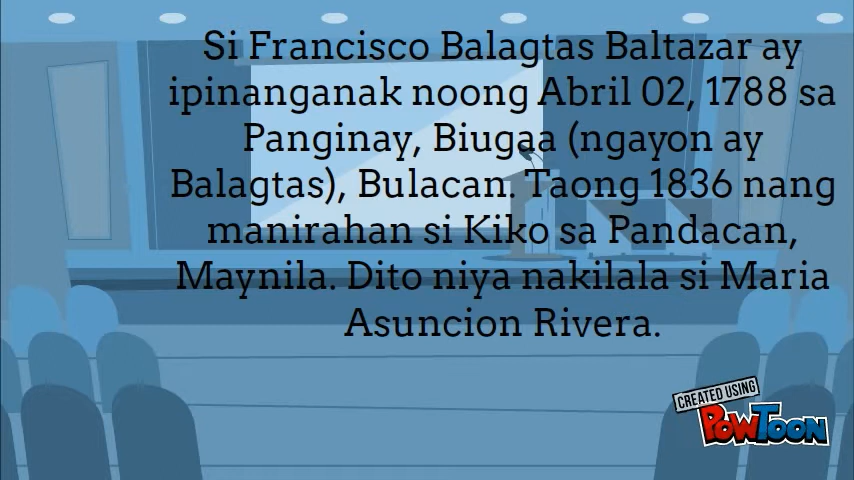 Si Francisco Balagtas Baltazar ay
ipinanganak noong Abril 02, 1788 sa
Panginay, Biugaa (ngayon ay
Balagtas), Bulacan. Taong 1836 nang
manirahan si Kiko sa Pandacan,
Maynila. Dito niya nakilala si Maria
Asuncion Rivera.
CREATED USING
POWTOON